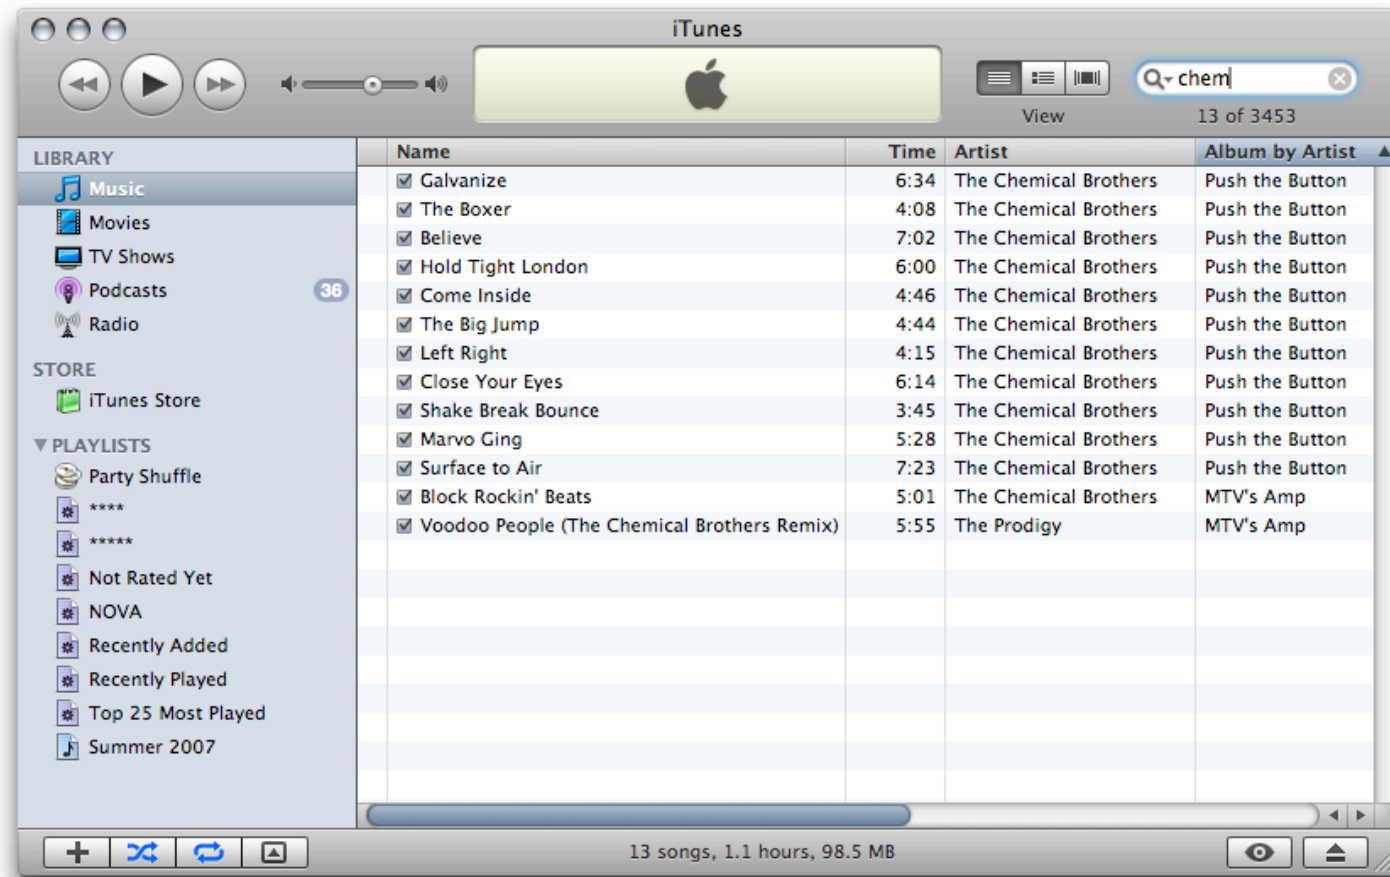 iTunes
chem
View
13 of 3453
LIBRARY
Music
Movies
TV Shows
Podcasts 36
Radio
STORE
iTunes Store
PLAYLISTS
Party Shuffle
****
*****
Not Rated Yet
NOVA
Recently Added
Recently Played
Top 25 Most Played
Summer 2007
Name Time Artist Album by Artist
Galvanize 6:34 The Chemical Brothers Push the Button
The Boxer 4:08 The Chemical Brothers Push the Button
Believe 7:02 The Chemical Brothers Push the Button
Hold Tight London 6:00 The Chemical Brothers Push the Button
Come Inside 4:46 The Chemical Brothers Push the Button
The Big Jump 4:44 The Chemical Brothers Push the Button
Left Right 4:15 The Chemical Brothers Push the Button
Close Your Eyes 6:14 The Chemical Brothers Push the Button
Shake Break Bounce 3:45 The Chemical Brothers Push the Button
Marvo Ging 5:28 The Chemical Brothers Push the Button
Surface to Air 7:23 The Chemical Brothers Push the Button
Block Rockin' Beats 5:01 The Chemical Brothers MTV's Amp
Voodoo People (The Chemical Brothers Remix) 5:55 The Prodigy MTV's Amp
13 songs, 1.1 hours, 98.5 MB